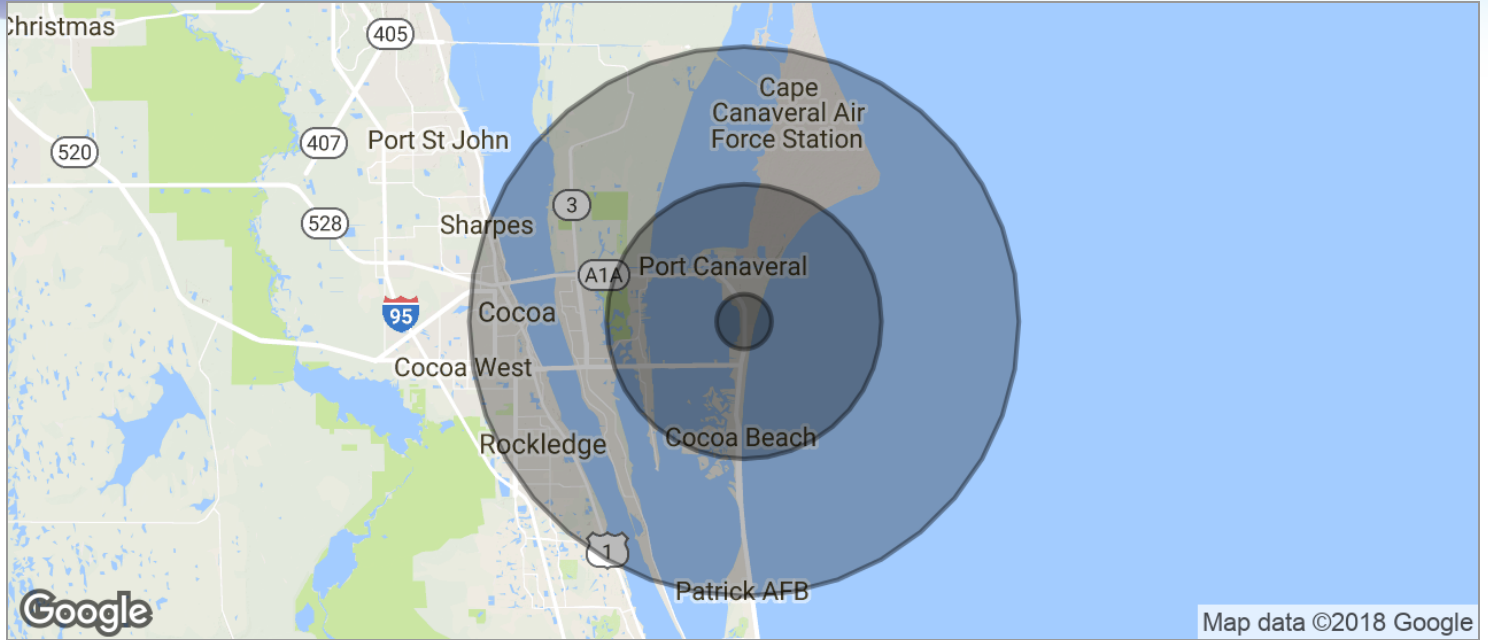 Christmas
405
Cape
Canaveral Air
Force Station
407
Port St John
520
3
528
Sharpes
A1A
Port Canaveral
95
Cocoa
Cocoa West
Cocoa Beach
Rockledge
1
Patrick AFB
Google
Map data ©2018 Google